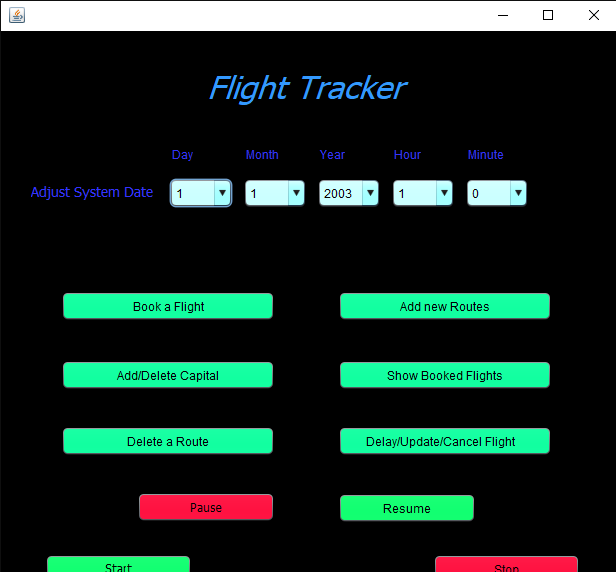 Flight Tracker
Day Month Year Hour Minute
Adjust System Date 1 1 2003 1 0
Book a Flight Add new Routes
Add/Delete Capital Show Booked Flights
Delete a Route Delay/Update/Cancel Flight
Pause Resume
Start Stop